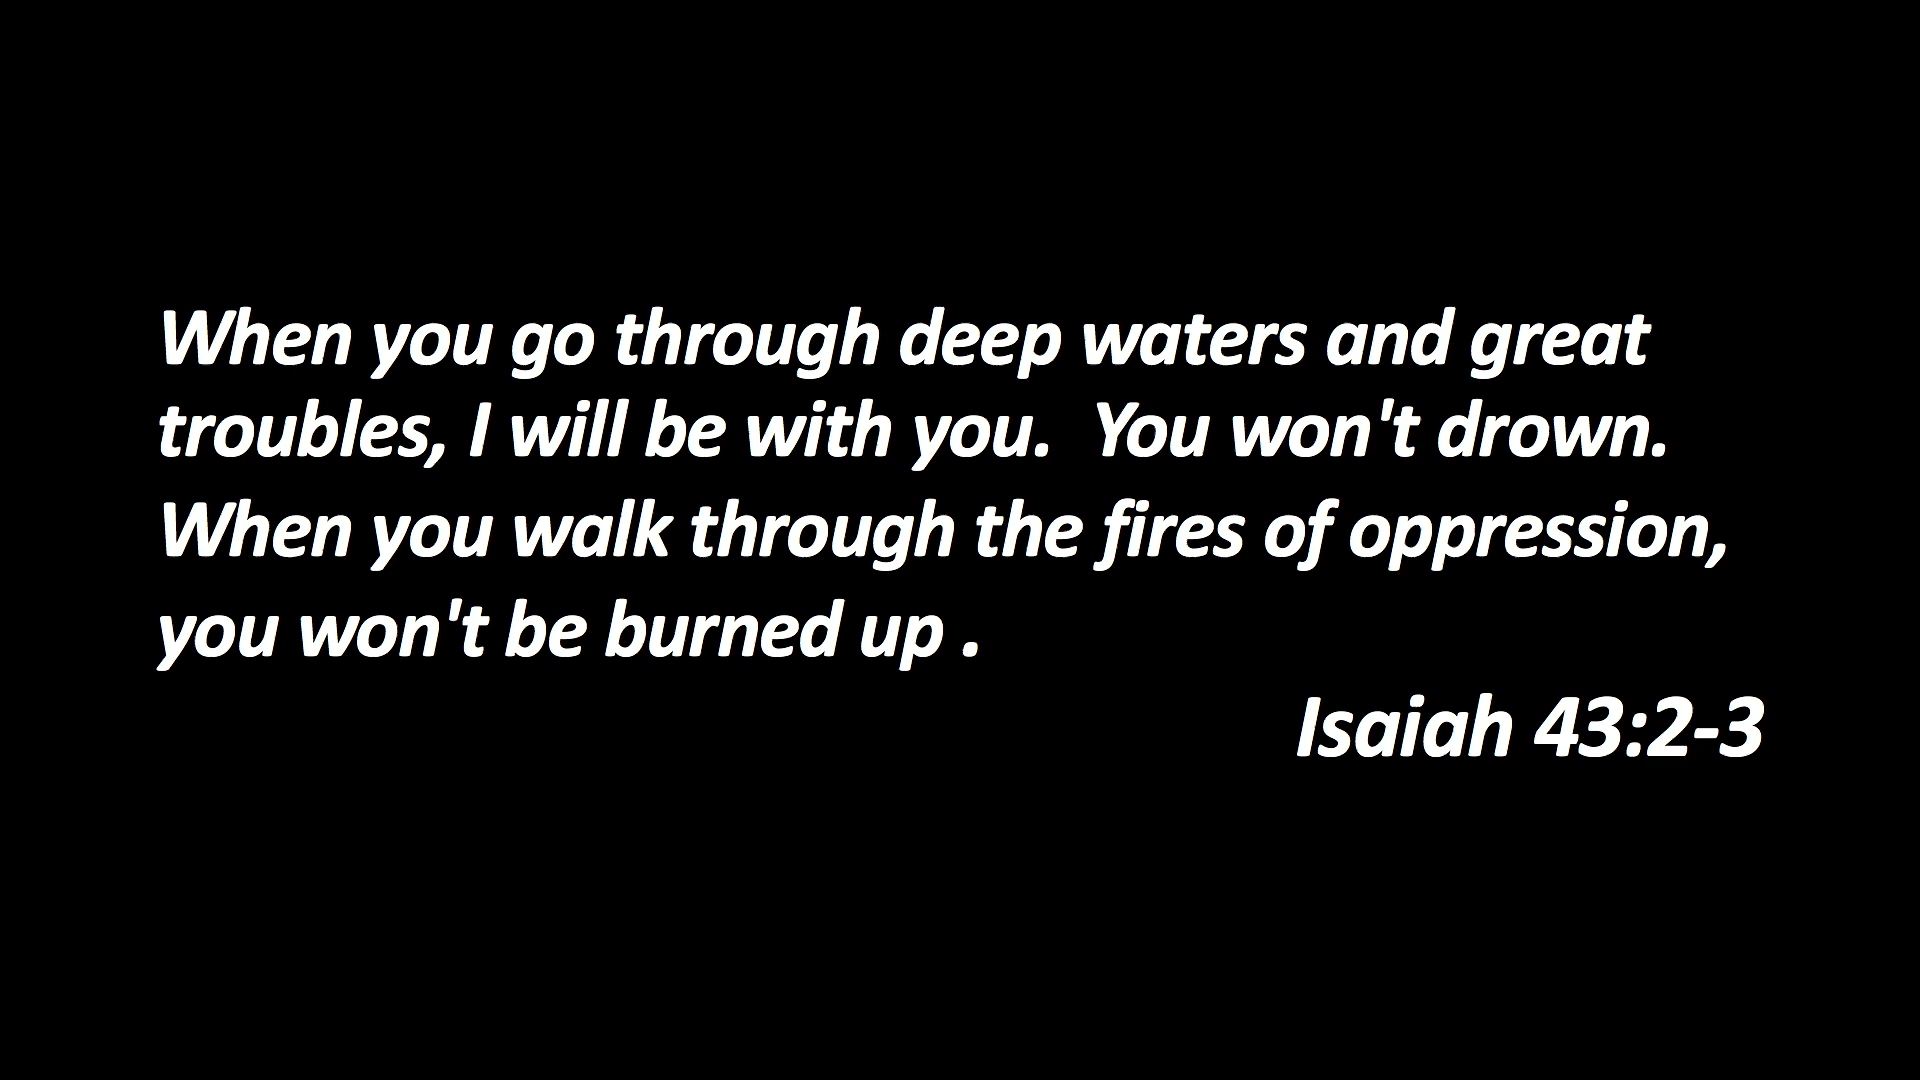 When you go through deep waters and great
troubles, I will be with you.  You won't drown.
When you walk through the fires of oppression,
you won't be burned up .
Isaiah 43:2-3